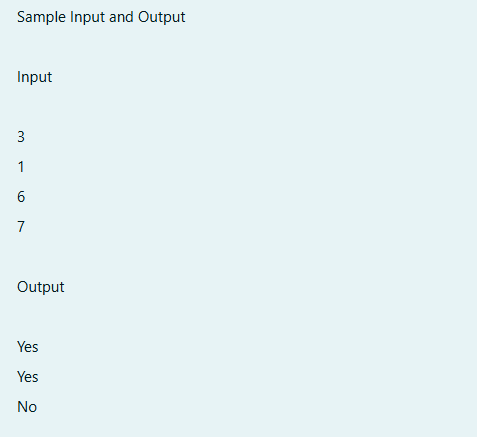 Sample Input and Output
Input
3
1
6
7
Output
Yes
Yes
No